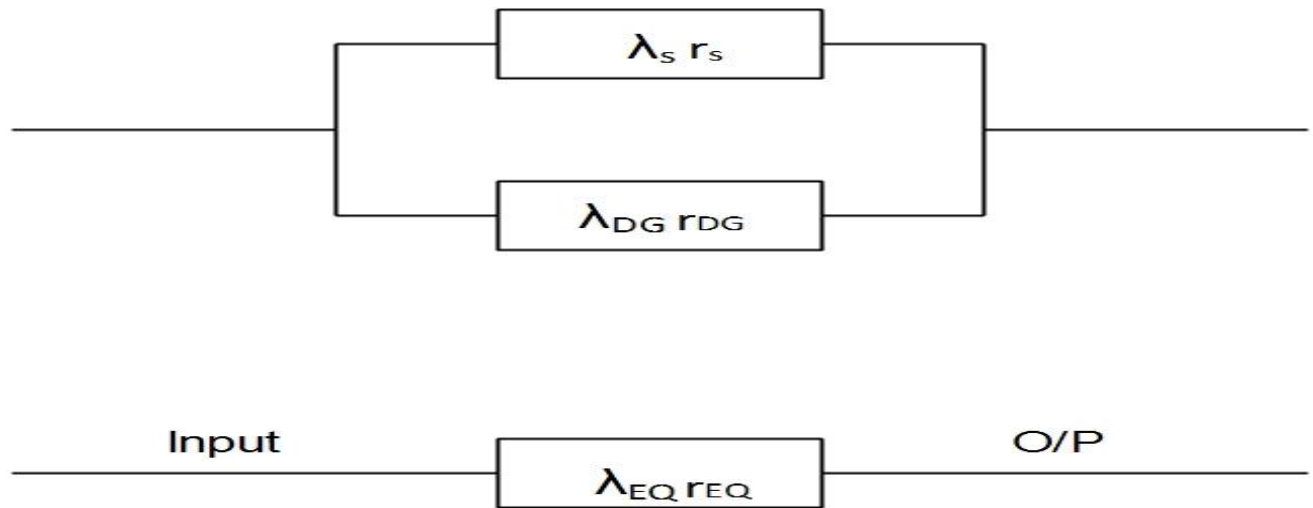 λs rs
λDG rDG
Input
O/P
λEQ rEQ